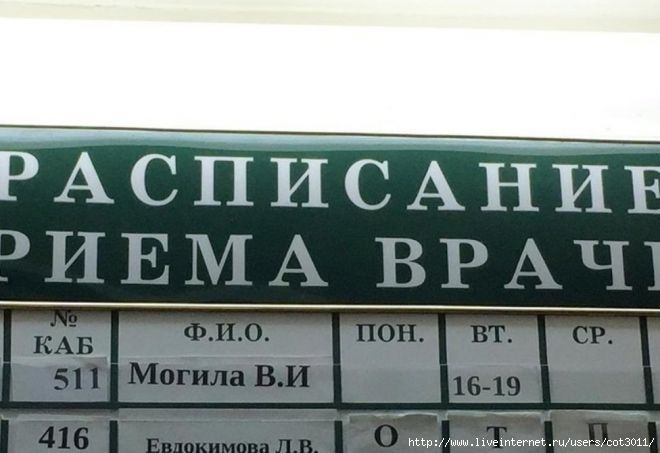 РАСПИСАНИЕ
РИЕМА ВРАЧ
№ КАБ Ф.И.О. ПОН. ВТ. СР.
511 Могила В.И 16-19
416 Евдокимова Л.В. О Т П
http://www.liveinternet.ru/users/cot3011/